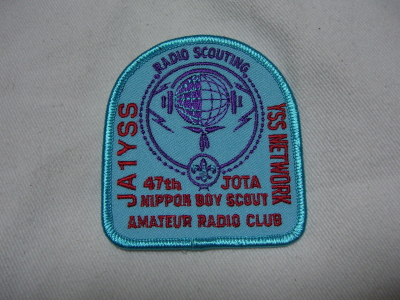 RADIO SCOUTING
JA1YSS
YSS NETWORK
47th JOTA
NIPPON BOY SCOUT
AMATEUR RADIO CLUB